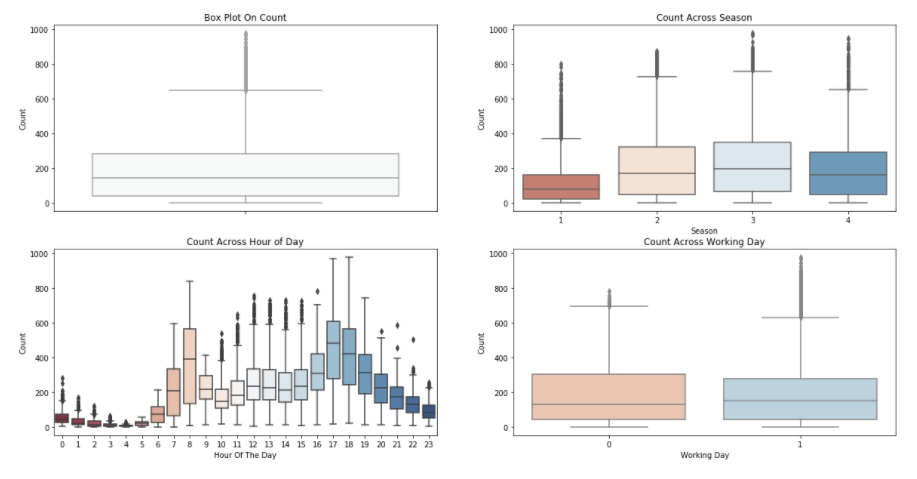 Box Plot On Count
1000
800
600
400
200
0
Count
Count Across Season
1000
800
600
400
200
0
Count
1 2 3 4
Season
Count Across Hour of Day
1000
800
600
400
200
0
Count
0 1 2 3 4 5 6 7 8 9 10 11 12 13 14 15 16 17 18 19 20 21 22 23
Hour Of The Day
Count Across Working Day
1000
800
600
400
200
0
Count
0 1
Working Day